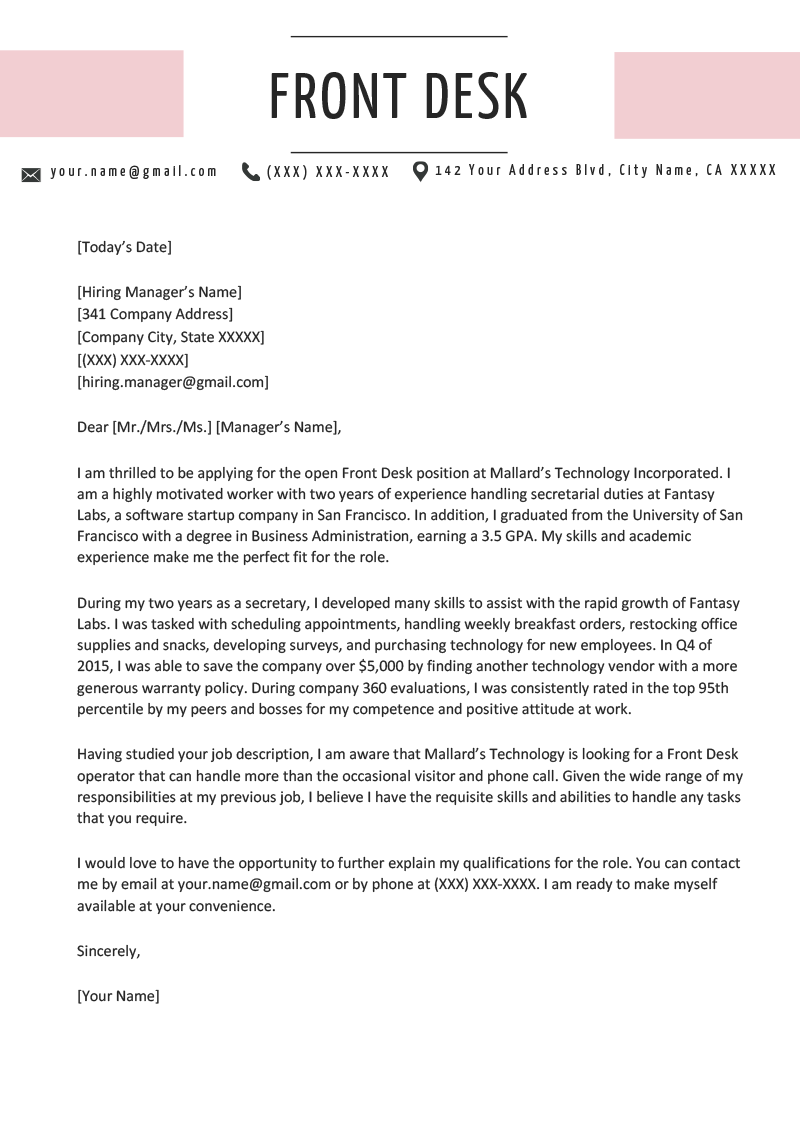 FRONT DESK
your.name@gmail.com (XXX) XXX-XXXX 142 Your Address Blvd, City Name, CA XXXXX
[Today’s Date]
[Hiring Manager’s Name]
[341 Company Address]
[Company City, State XXXXX]
[(XXX) XXX-XXXX]
[hiring.manager@gmail.com]
Dear [Mr./Mrs./Ms.] [Manager’s Name],
I am thrilled to be applying for the open Front Desk position at Mallard’s Technology Incorporated. I
am a highly motivated worker with two years of experience handling secretarial duties at Fantasy
Labs, a software startup company in San Francisco. In addition, I graduated from the University of San
Francisco with a degree in Business Administration, earning a 3.5 GPA. My skills and academic
experience make me the perfect fit for the role.
During my two years as a secretary, I developed many skills to assist with the rapid growth of Fantasy
Labs. I was tasked with scheduling appointments, handling weekly breakfast orders, restocking office
supplies and snacks, developing surveys, and purchasing technology for new employees. In Q4 of
2015, I was able to save the company over $5,000 by finding another technology vendor with a more
generous warranty policy. During company 360 evaluations, I was consistently rated in the top 95th
percentile by my peers and bosses for my competence and positive attitude at work.
Having studied your job description, I am aware that Mallard’s Technology is looking for a Front Desk
operator that can handle more than the occasional visitor and phone call. Given the wide range of my
responsibilities at my previous job, I believe I have the requisite skills and abilities to handle any tasks
that you require.
I would love to have the opportunity to further explain my qualifications for the role. You can contact
me by email at your.name@gmail.com or by phone at (XXX) XXX-XXXX. I am ready to make myself
available at your convenience.
Sincerely,
[Your Name]